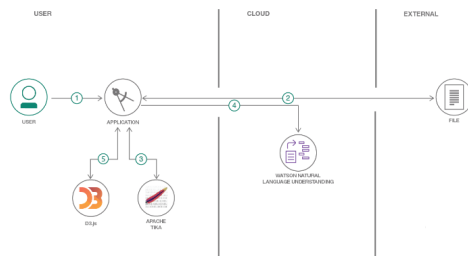 USER
CLOUD
EXTERNAL
1
2
4
USER
APPLICATION
FILE
5
3
WATSON NATURAL
LANGUAGE UNDERSTANDING
D3.js
APACHE
TIKA